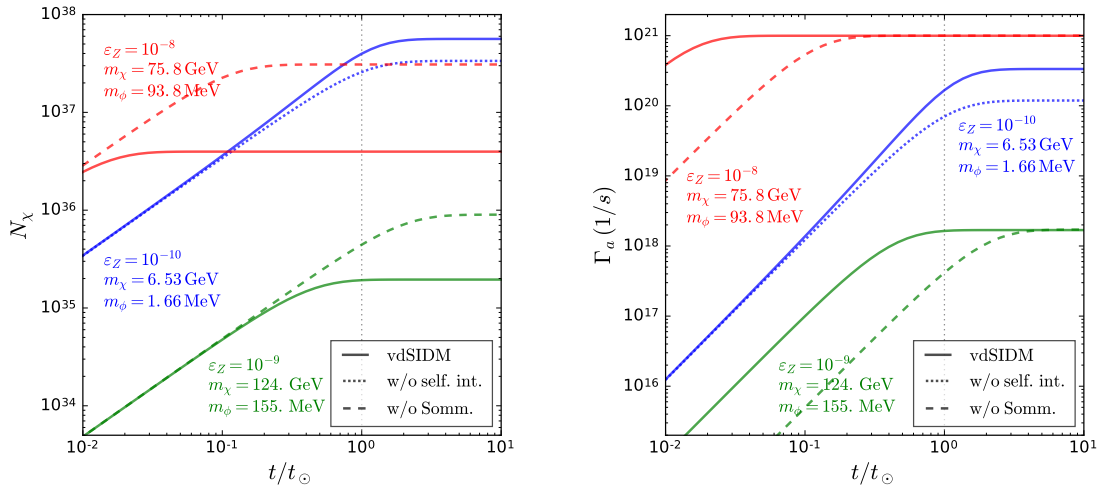 10^38
10^37
10^36
10^35
10^34
N_χ
ε_Z = 10^−8
m_χ = 75.8 GeV
m_ϕ = 93.8 MeV
ε_Z = 10^−10
m_χ = 6.53 GeV
m_ϕ = 1.66 MeV
ε_Z = 10^−9
m_χ = 124. GeV
m_ϕ = 155. MeV
vdSIDM
w/o self. int.
w/o Somm.
10^−2
10^−1
10^0
10^1
t/t_⊙
10^21
10^20
10^19
10^18
10^17
10^16
Γ_a (1/s)
ε_Z = 10^−10
m_χ = 6.53 GeV
m_ϕ = 1.66 MeV
ε_Z = 10^−8
m_χ = 75.8 GeV
m_ϕ = 93.8 MeV
ε_Z = 10^−9
m_χ = 124. GeV
m_ϕ = 155. MeV
vdSIDM
w/o self. int.
w/o Somm.
10^−2
10^−1
10^0
10^1
t/t_⊙